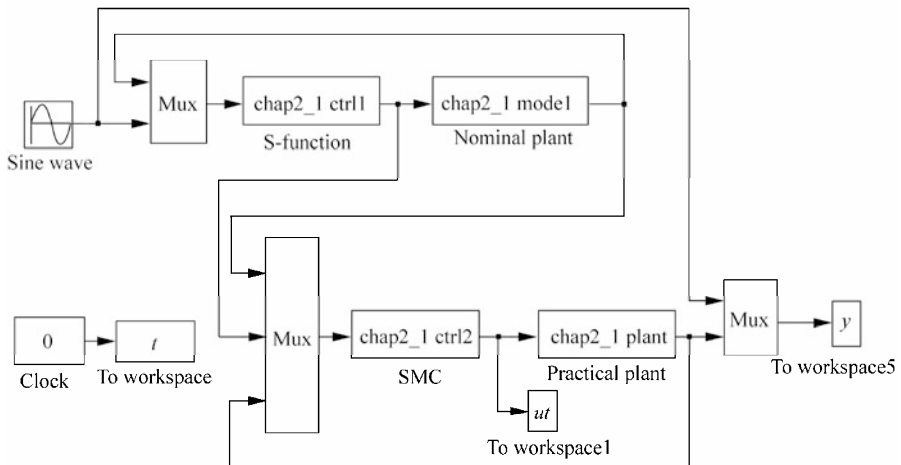 Mux
chap2_1 ctrl1
chap2_1 mode1
S-function
Nominal plant
Sine wave
Mux
chap2_1 ctrl2
chap2_1 plant
Mux
y
0
t
Clock
To workspace
SMC
Practical plant
To workspace5
ut
To workspace1